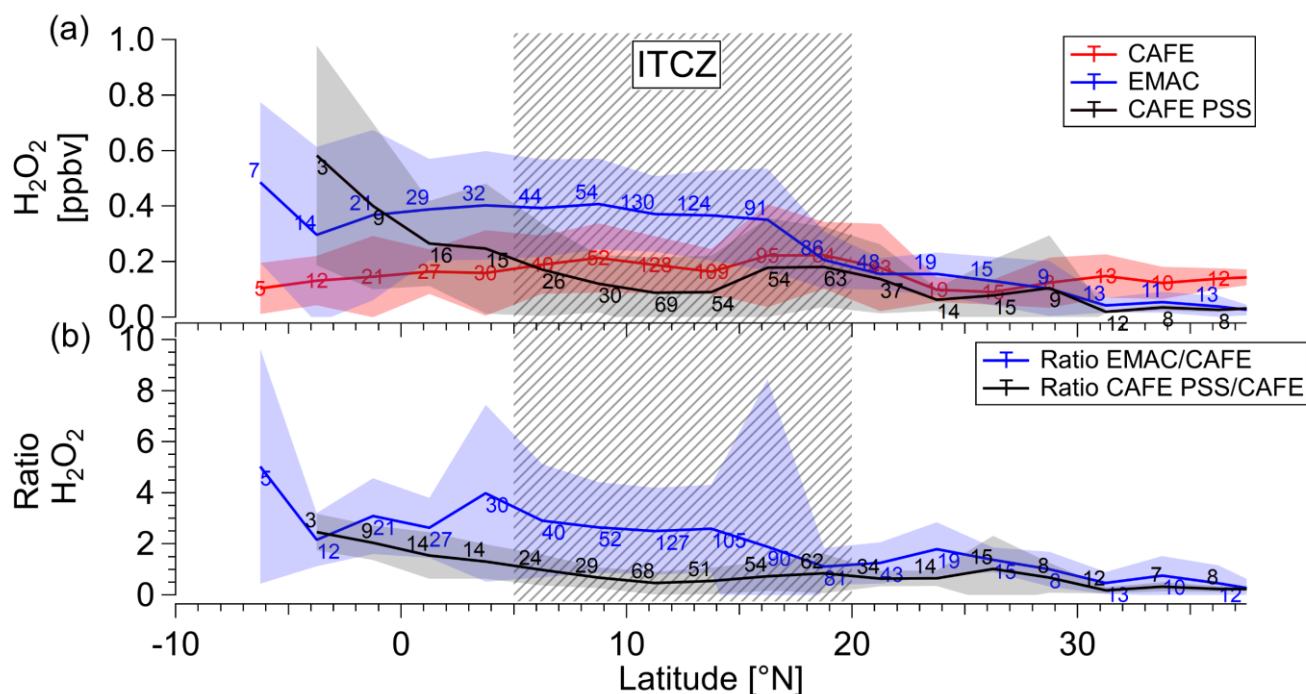 (a)
1.0
0.8
0.6
0.4
0.2
0.0
H₂O₂
[ppbv]
ITCZ
CAFE
EMAC
CAFE PSS
7 14 21 29 32 44 54 130 124 91 86 48 19 15 9 13 11 13
3 9 16 15 26 30 69 54 54 63 37 14 15 9 12 8 8
5 12 21 27 30 40 52 128 109 95 84 19 15 13 10 12
(b)
10
8
6
4
2
0
Ratio
H₂O₂
Ratio EMAC/CAFE
Ratio CAFE PSS/CAFE
5 12 21 27 30 40 52 127 105 90 81 43 19 15 8 13 10 12
3 9 14 14 24 29 68 51 54 62 34 14 15 8 12 7 8
-10 0 10 20 30
Latitude [°N]